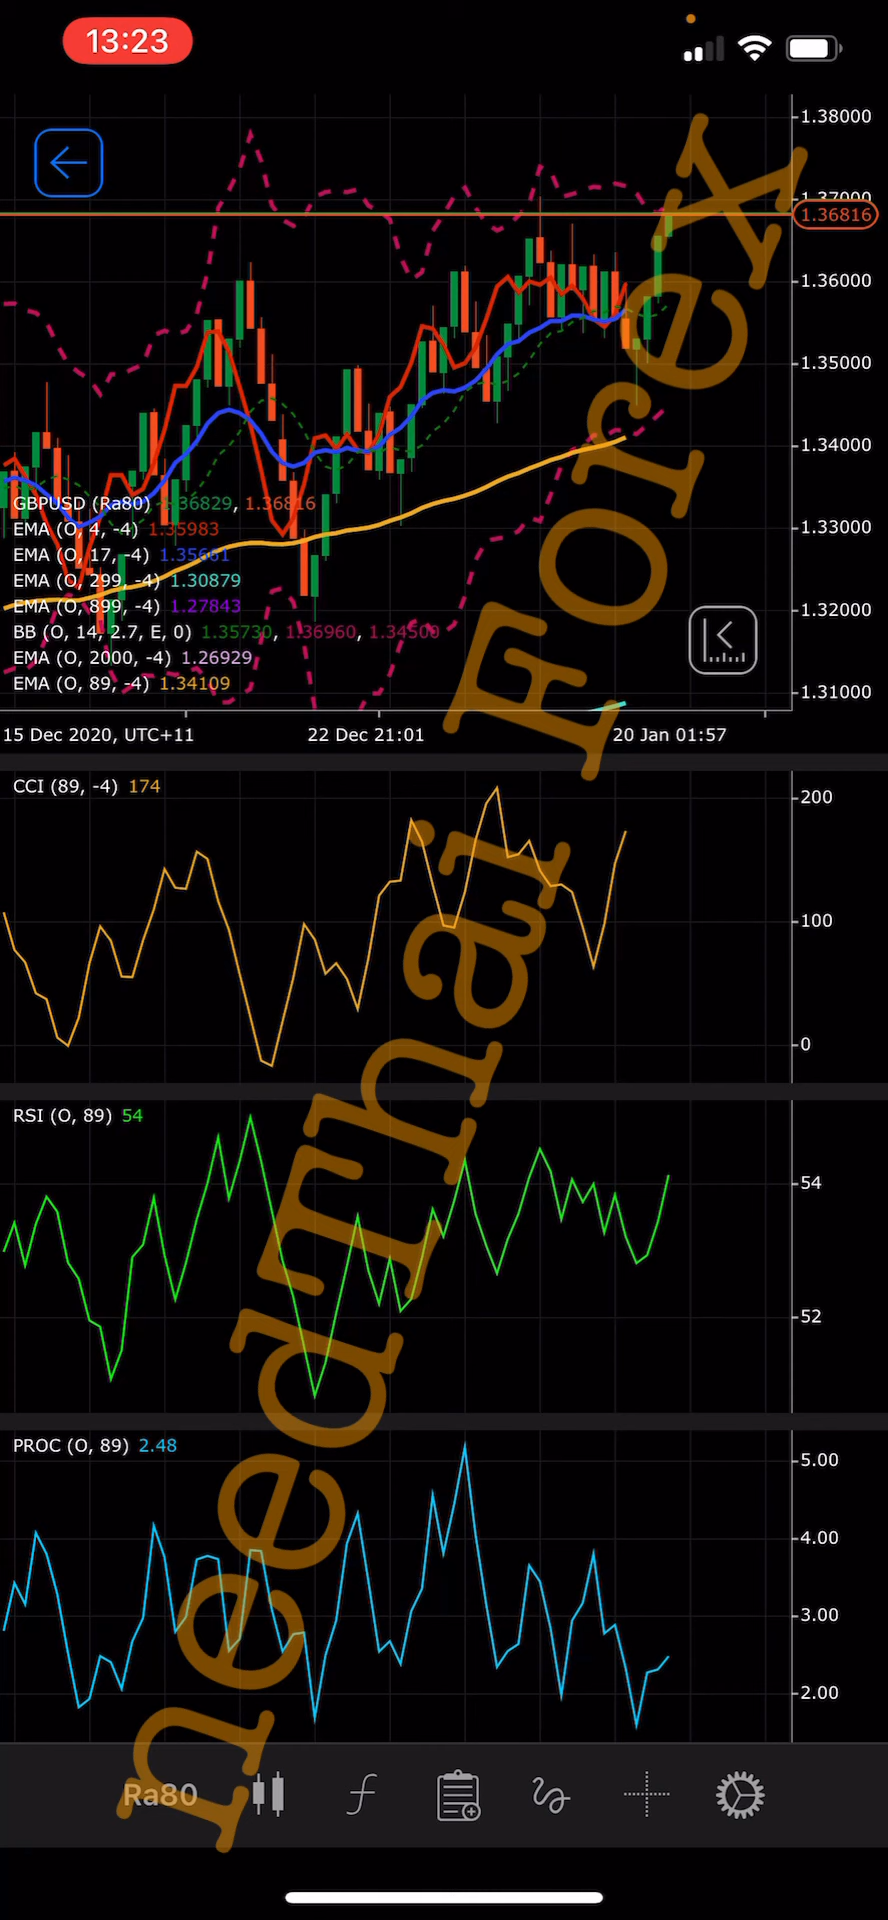 13:23
1.38000
1.37000
1.36816
1.36000
1.35000
1.34000
1.33000
1.32000
1.31000
GBPUSD (Ra80) 1.36829, 1.36816
EMA (O, 4, -4) 1.35983
EMA (O, 17, -4) 1.35661
EMA (O, 299, -4) 1.30879
EMA (O, 899, -4) 1.27843
BB (O, 14, 2.7, E, 0) 1.35730, 1.36960, 1.34500
EMA (O, 2000, -4) 1.26929
EMA (O, 89, -4) 1.34109
15 Dec 2020, UTC+11 22 Dec 21:01 20 Jan 01:57
CCI (89, -4) 174
200
100
0
RSI (O, 89) 54
54
52
PROC (O, 89) 2.48
5.00
4.00
3.00
2.00
Ra80
needThai Forex